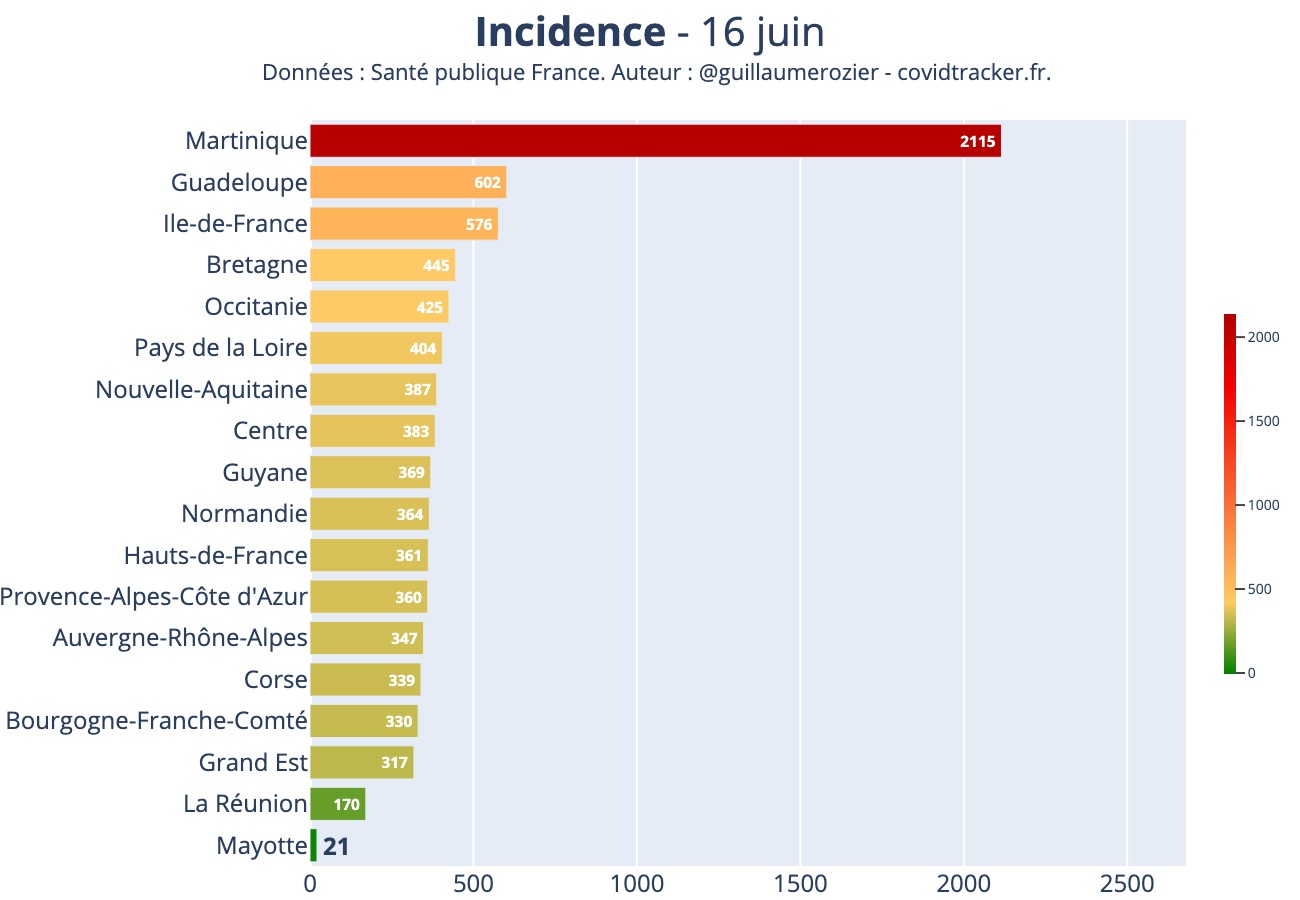 Incidence - 16 juin
Données : Santé publique France. Auteur : @guillaumerozier - covidtracker.fr.
Martinique 2115
Guadeloupe 602
Ile-de-France 576
Bretagne 445
Occitanie 425
Pays de la Loire 404
Nouvelle-Aquitaine 387
Centre 383
Guyane 369
Normandie 364
Hauts-de-France 361
Provence-Alpes-Côte d'Azur 360
Auvergne-Rhône-Alpes 347
Corse 339
Bourgogne-Franche-Comté 330
Grand Est 317
La Réunion 170
Mayotte 21
0 500 1000 1500 2000 2500
2000
1500
1000
500
0